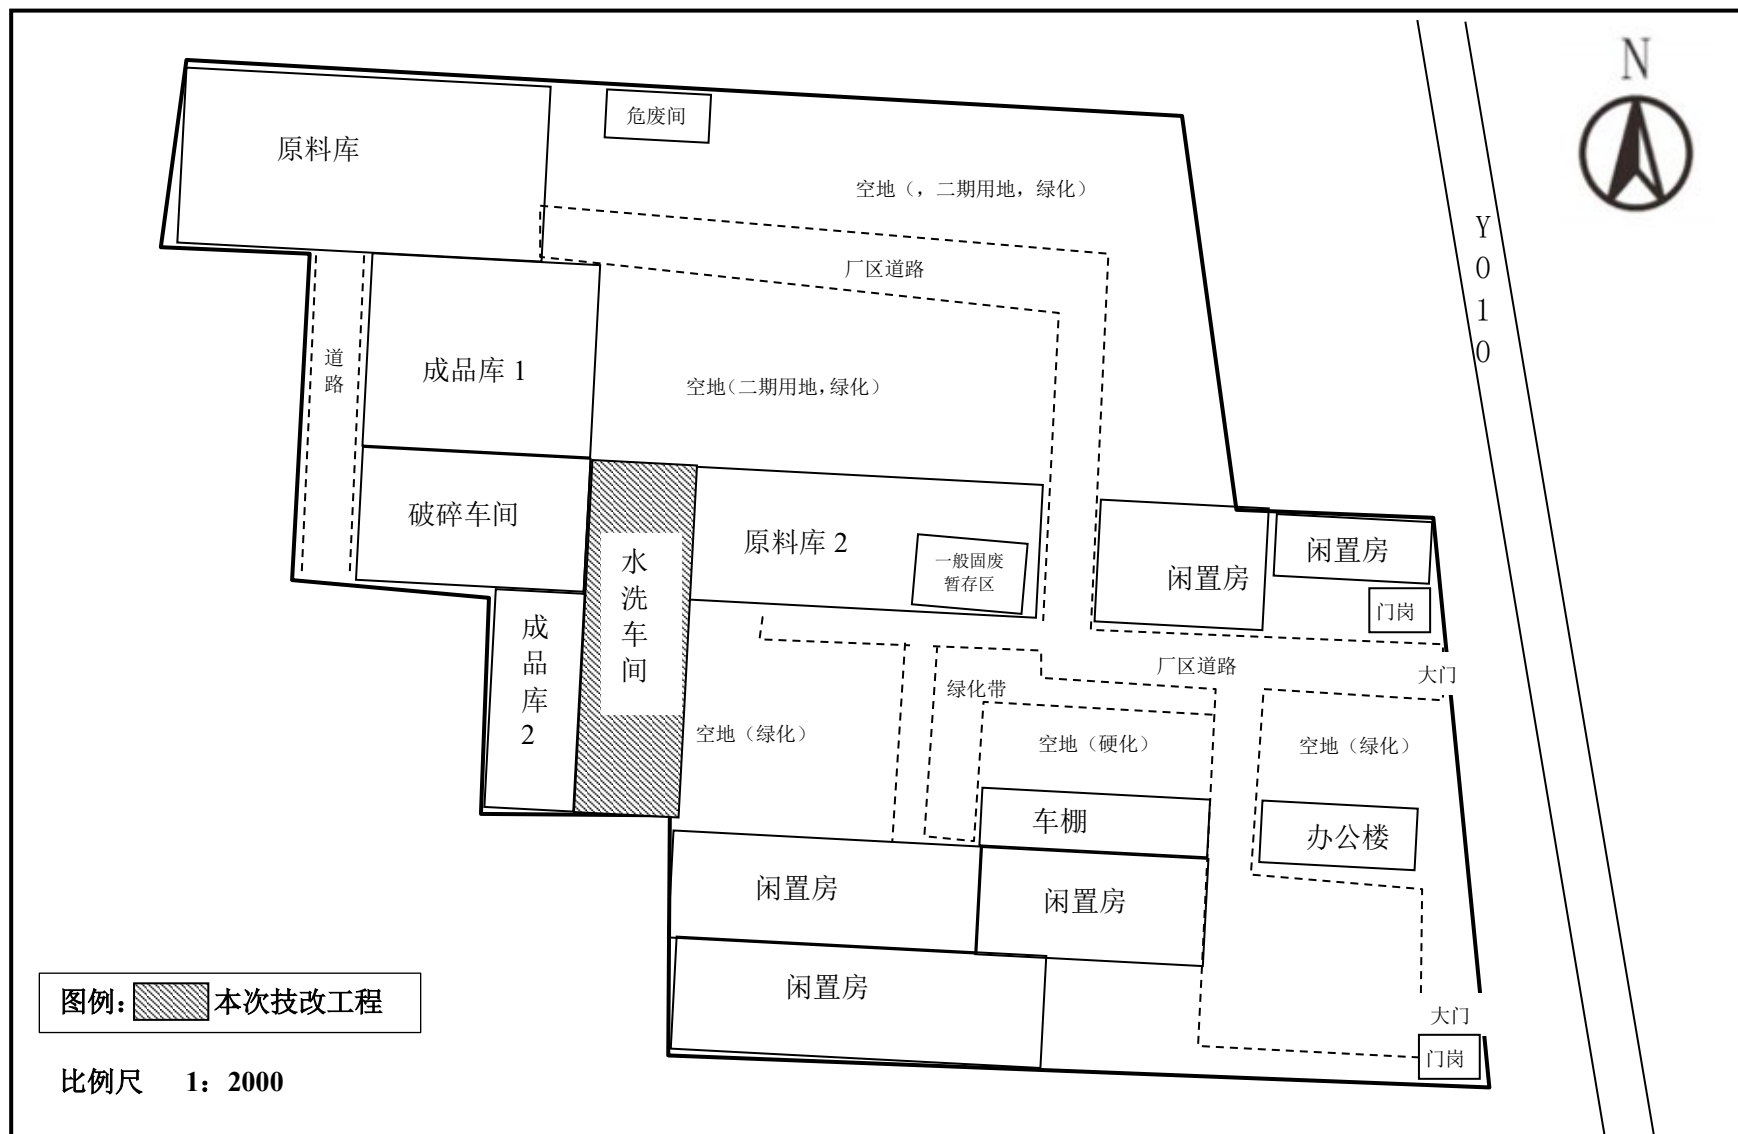 N
危废间
原料库
空地（，二期用地，绿化）
Y010
厂区道路
道路
成品库 1
空地（二期用地，绿化）
破碎车间
水洗车间
原料库 2
一般固废
暂存区
闲置房
闲置房
门岗
成品库2
厂区道路
大门
绿化带
空地（绿化）
空地（硬化）
空地（绿化）
车棚
办公楼
闲置房
闲置房
闲置房
图例：本次技改工程
大门
门岗
比例尺 1：2000